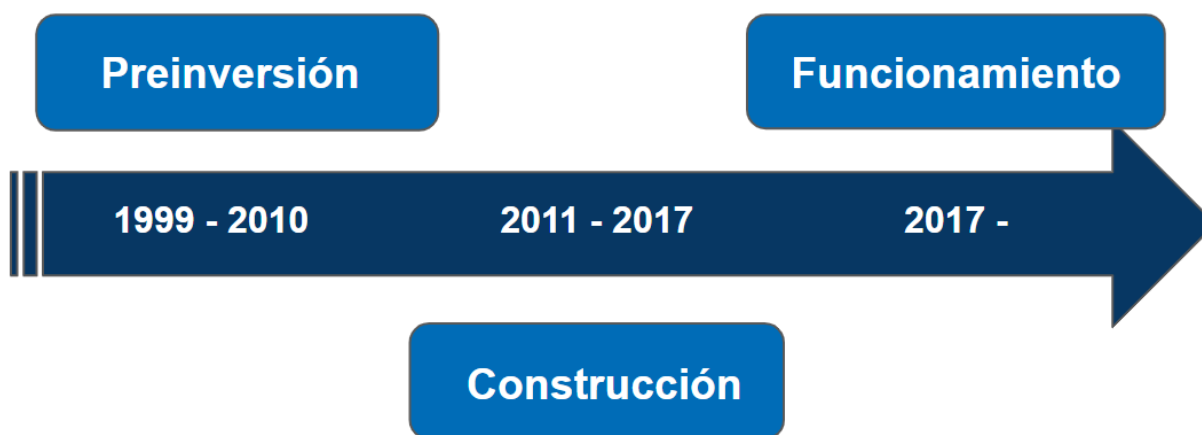 Preinversión
Funcionamiento
1999 - 2010
2011 - 2017
2017 -
Construcción